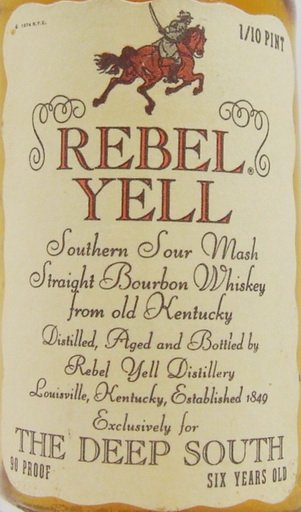 © 1974 N.Y.C.
1/10 PINT
REBEL®
YELL
Southern Sour Mash
Straight Bourbon Whiskey
from old Kentucky
Distilled, Aged and Bottled by
Rebel Yell Distillery
Louisville, Kentucky, Established 1849
Exclusively for
THE DEEP SOUTH
90 PROOF
SIX YEARS OLD